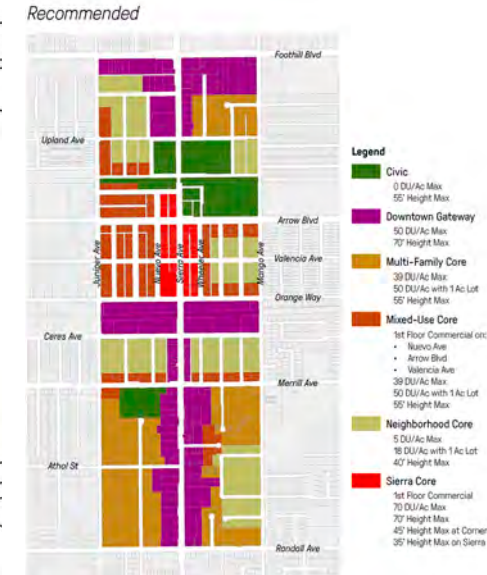 Recommended
Foothill Blvd
Upland Ave
Arrow Blvd
Juniper Ave
Nuevo Ave
Sierra Ave
Wheeler Ave
Mango Ave
Valencia Ave
Orange Way
Ceres Ave
Merrill Ave
Athol St
Randall Ave
Legend
Civic
0 DU/Ac Max
55' Height Max
Downtown Gateway
50 DU/Ac Max
70' Height Max
Multi-Family Core
39 DU/Ac Max
50 DU/Ac with 1 Ac Lot
55' Height Max
Mixed-Use Core
1st Floor Commercial on:
• Nuevo Ave
• Arrow Blvd
• Valencia Ave
39 DU/Ac Max
50 DU/Ac with 1 Ac Lot
55' Height Max
Neighborhood Core
5 DU/Ac Max
18 DU/Ac with 1 Ac Lot
40' Height Max
Sierra Core
1st Floor Commercial
70 DU/Ac Max
70' Height Max
45' Height Max at Corner
35' Height Max on Sierra